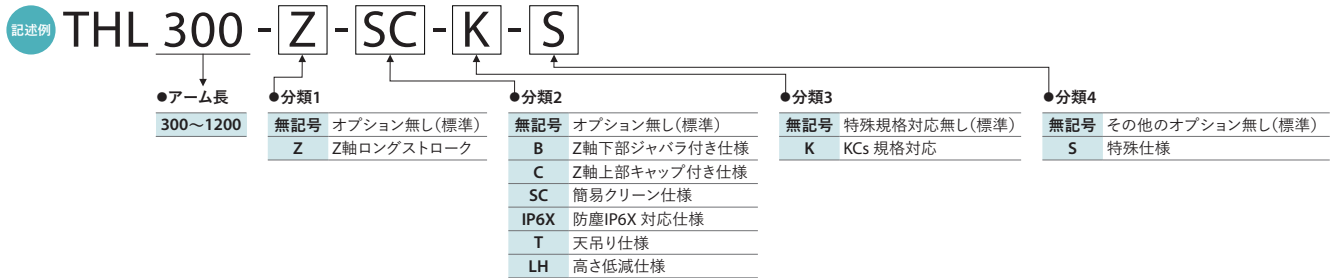 記述例 THL 300 - Z - SC - K - S
●アーム長
300～1200
●分類1
無記号 オプション無し(標準)
Z Z軸ロングストローク
●分類2
無記号 オプション無し(標準)
B Z軸下部ジャバラ付き仕様
C Z軸上部キャップ付き仕様
SC 簡易クリーン仕様
IP6X 防塵IP6X 対応仕様
T 天吊り仕様
LH 高さ低減仕様
●分類3
無記号 特殊規格対応無し(標準)
K KCs 規格対応
●分類4
無記号 その他のオプション無し(標準)
S 特殊仕様